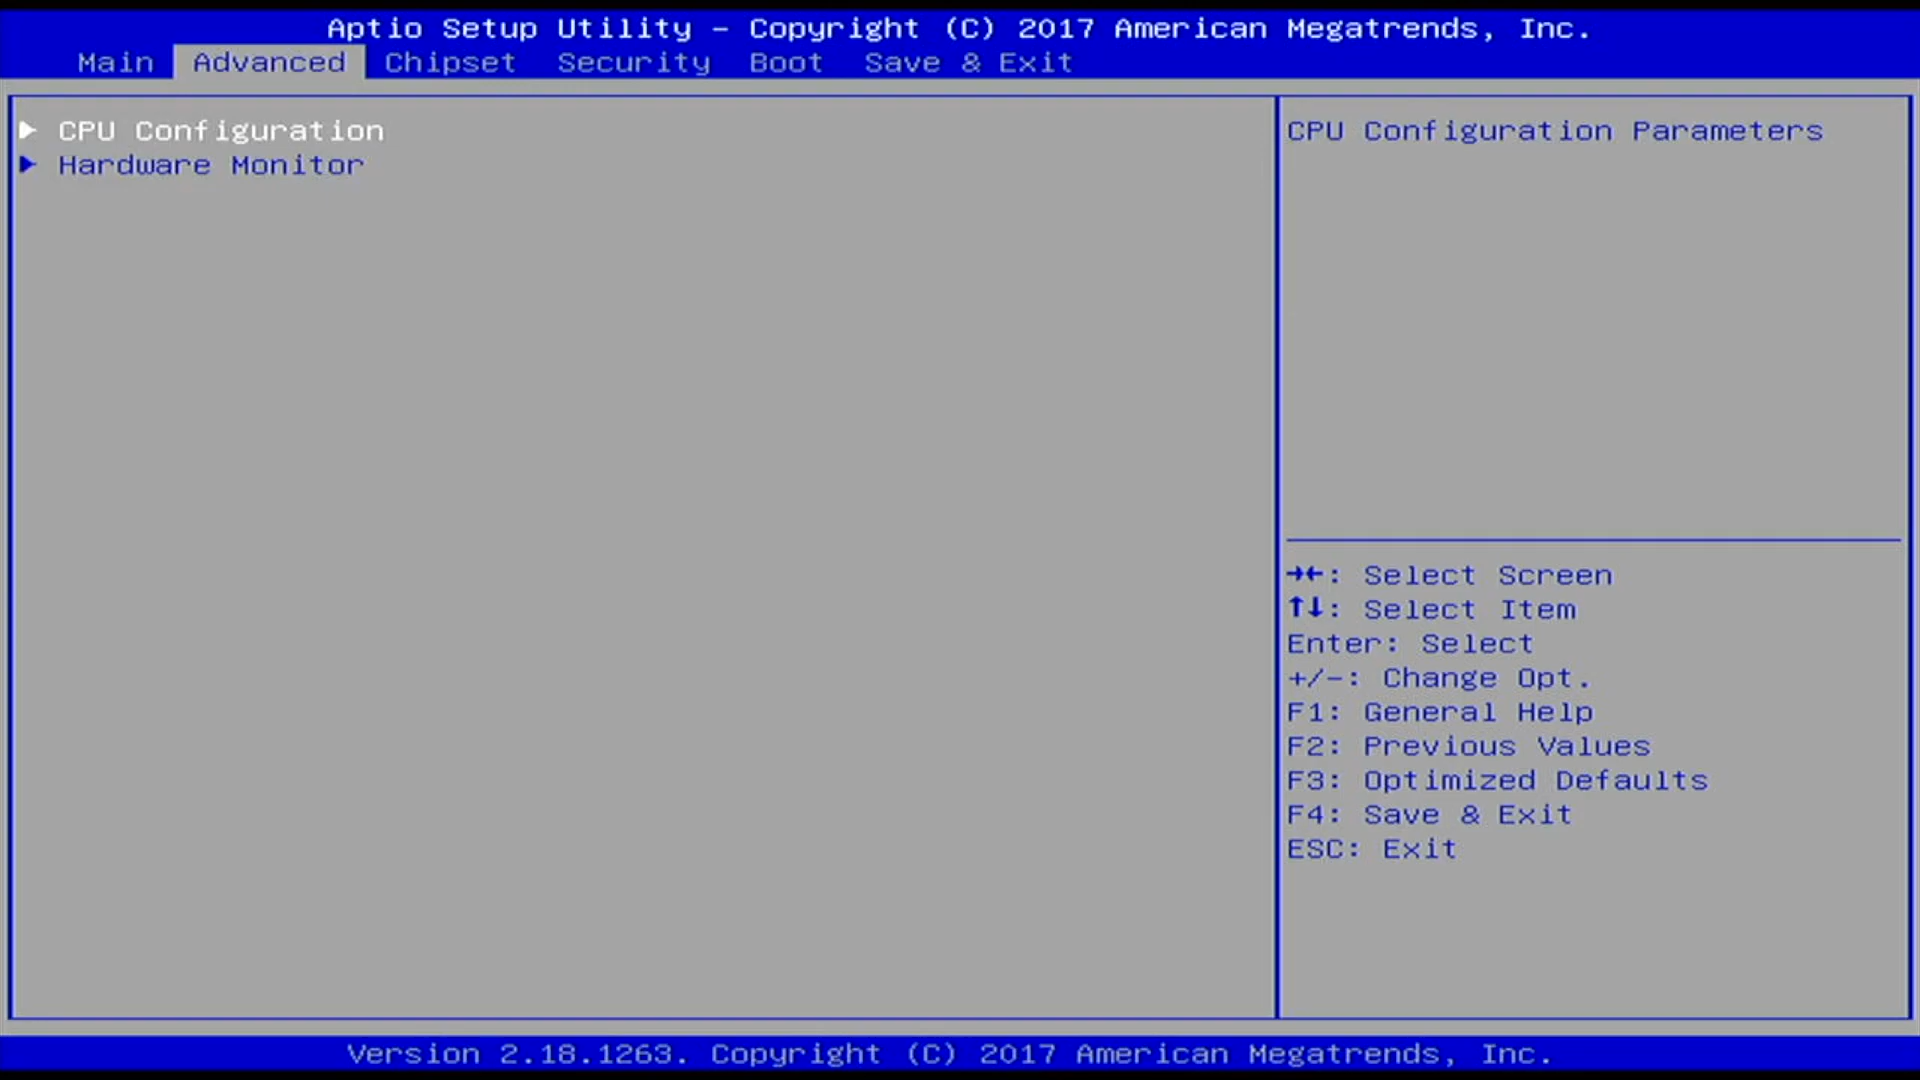 Aptio Setup Utility - Copyright (C) 2017 American Megatrends, Inc.
Main Advanced Chipset Security Boot Save & Exit
► CPU Configuration
► Hardware Monitor
CPU Configuration Parameters
→←: Select Screen
↑↓: Select Item
Enter: Select
+/-: Change Opt.
F1: General Help
F2: Previous Values
F3: Optimized Defaults
F4: Save & Exit
ESC: Exit
Version 2.18.1263. Copyright (C) 2017 American Megatrends, Inc.